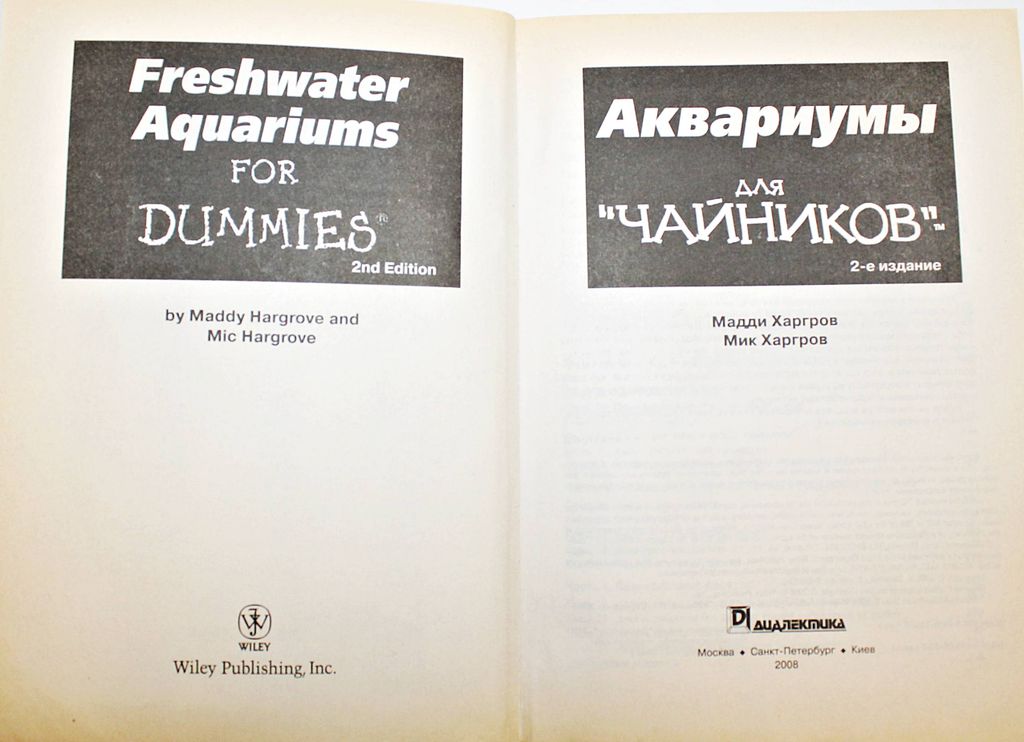 Freshwater
Aquariums
FOR
DUMMIES®
2nd Edition
by Maddy Hargrove and
Mic Hargrove
WILEY
Wiley Publishing, Inc.
Аквариумы
для
"ЧАЙНИКОВ"™
2-е издание
Мадди Харгров
Мик Харгров
ДИАЛЕКТИКА
Москва ♦ Санкт-Петербург ♦ Киев
2008